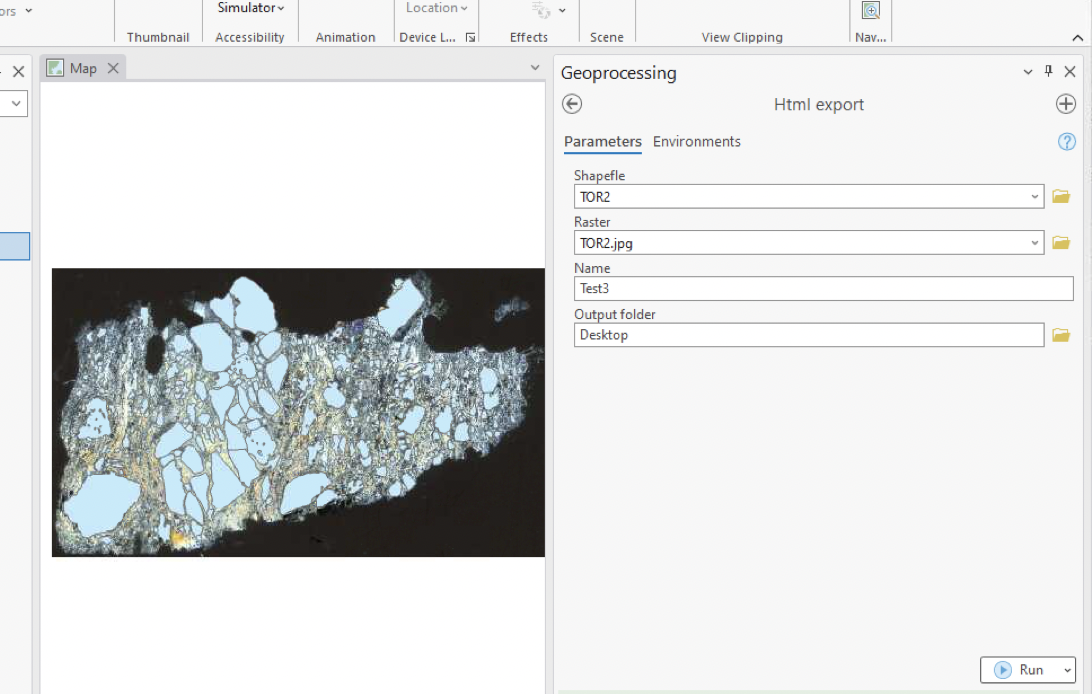 ors
Simulator
Location
Thumbnail
Accessibility
Animation
Device L...
Effects
Scene
View Clipping
Nav...
Map
Geoprocessing
Html export
Parameters Environments
Shapefle
TOR2
Raster
TOR2.jpg
Name
Test3
Output folder
Desktop
Run